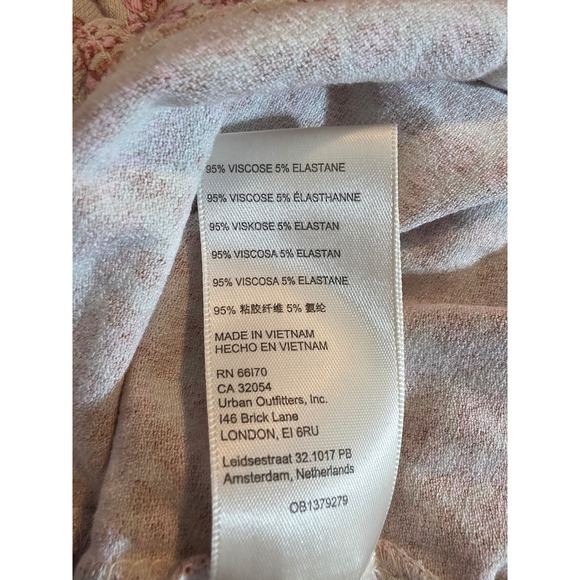 95% VISCOSE 5% ELASTANE
95% VISCOSE 5% ÉLASTHANNE
95% VISKOSE 5% ELASTAN
95% VISCOSA 5% ELASTAN
95% VISCOSA 5% ELASTANE
95% 粘胶纤维 5% 氨纶
MADE IN VIETNAM
HECHO EN VIETNAM
RN 66170
CA 32054
Urban Outfitters, Inc.
146 Brick Lane
LONDON, E1 6RU
Leidsestraat 32.1017 PB
Amsterdam, Netherlands
OB1379279